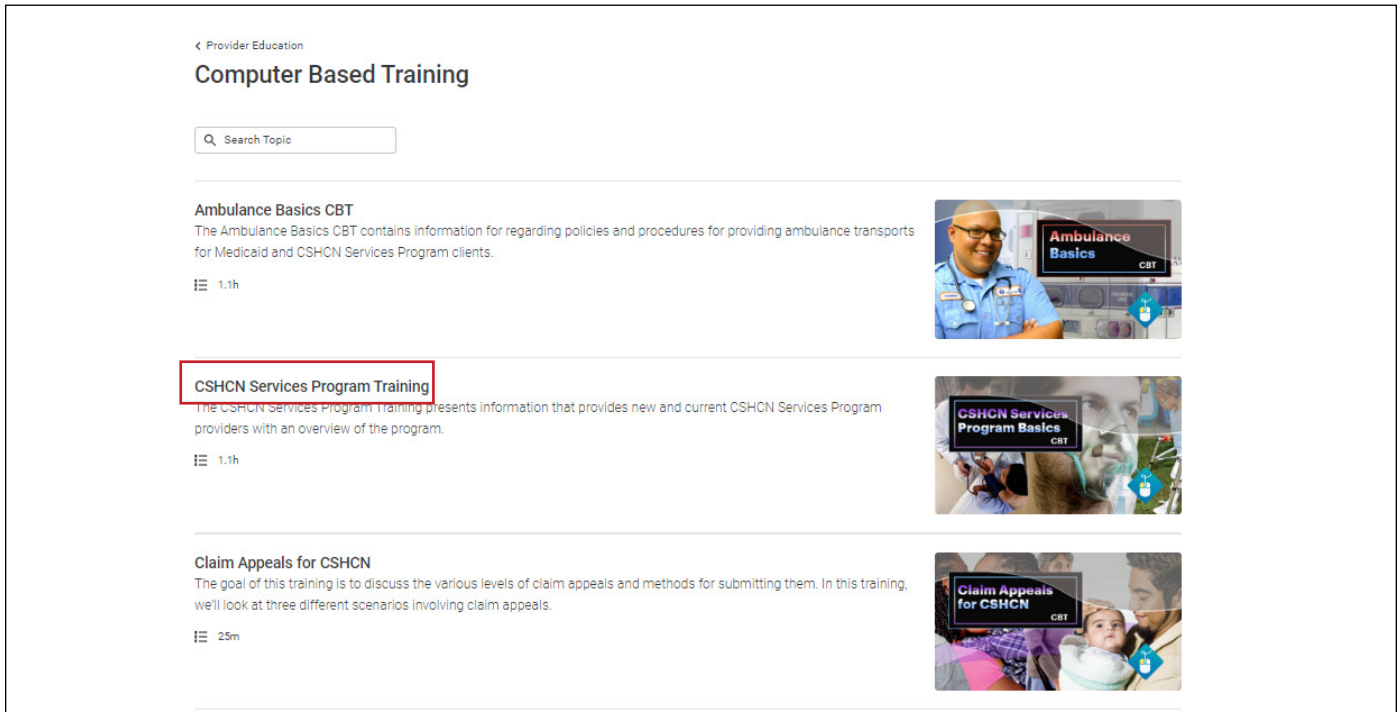 Provider Education
Computer Based Training
Search Topic
Ambulance Basics CBT
The Ambulance Basics CBT contains information for regarding policies and procedures for providing ambulance transports
for Medicaid and CSHCN Services Program clients.
1.1h
Ambulance
Basics
CBT
CSHCN Services Program Training
The CSHCN Services Program Training presents information that provides new and current CSHCN Services Program
providers with an overview of the program.
1.1h
CSHCN Services
Program Basics
CBT
Claim Appeals for CSHCN
The goal of this training is to discuss the various levels of claim appeals and methods for submitting them. In this training,
we'll look at three different scenarios involving claim appeals.
25m
Claim Appeals
for CSHCN
CBT